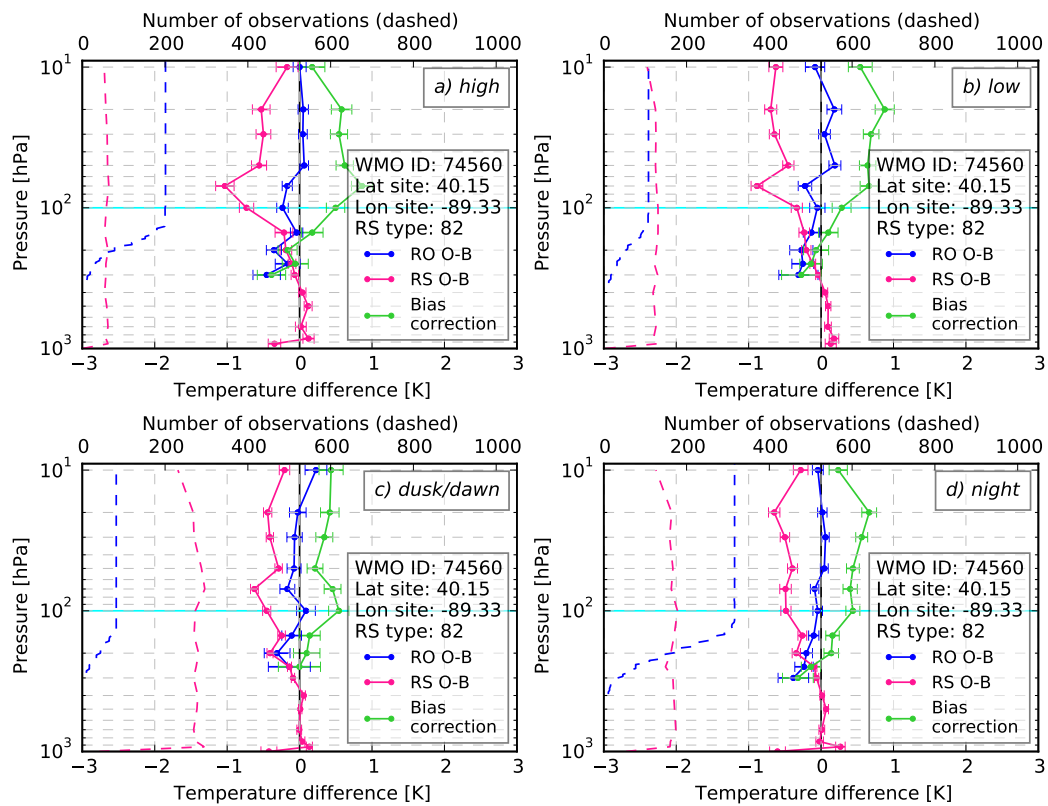 Number of observations (dashed)
0 200 400 600 800 1000
Number of observations (dashed)
0 200 400 600 800 1000
10¹
10²
10³
Pressure [hPa]
a) high
WMO ID: 74560
Lat site: 40.15
Lon site: -89.33
RS type: 82
RO O-B
RS O-B
Bias
correction
−3 −2 −1 0 1 2 3
Temperature difference [K]
10¹
10²
10³
Pressure [hPa]
b) low
WMO ID: 74560
Lat site: 40.15
Lon site: -89.33
RS type: 82
RO O-B
RS O-B
Bias
correction
−3 −2 −1 0 1 2 3
Temperature difference [K]
Number of observations (dashed)
0 200 400 600 800 1000
10¹
10²
10³
Pressure [hPa]
c) dusk/dawn
WMO ID: 74560
Lat site: 40.15
Lon site: -89.33
RS type: 82
RO O-B
RS O-B
Bias
correction
−3 −2 −1 0 1 2 3
Temperature difference [K]
Number of observations (dashed)
0 200 400 600 800 1000
10¹
10²
10³
Pressure [hPa]
d) night
WMO ID: 74560
Lat site: 40.15
Lon site: -89.33
RS type: 82
RO O-B
RS O-B
Bias
correction
−3 −2 −1 0 1 2 3
Temperature difference [K]